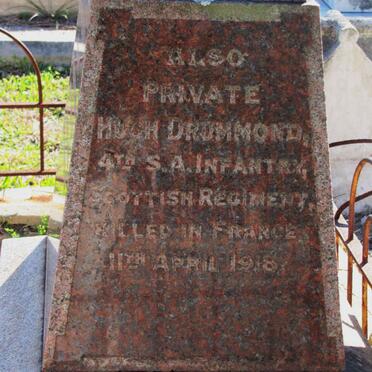 ALSO
PRIVATE
HUGH DRUMMOND,
4TH S.A. INFANTRY,
SCOTTISH REGIMENT,
KILLED IN FRANCE
11TH APRIL 1918.